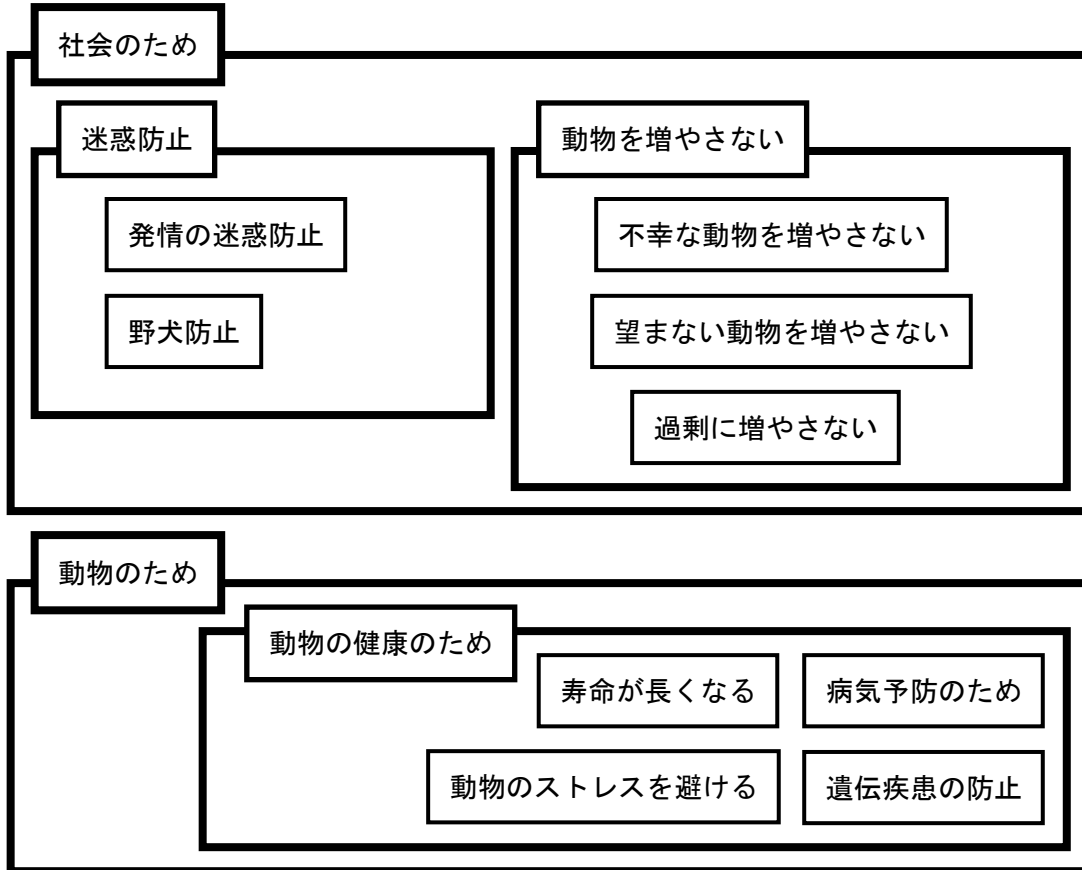 社会のため
迷惑防止
発情の迷惑防止
野犬防止
動物を増やさない
不幸な動物を増やさない
望まない動物を増やさない
過剰に増やさない
動物のため
動物の健康のため
寿命が長くなる
病気予防のため
動物のストレスを避ける
遺伝疾患の防止